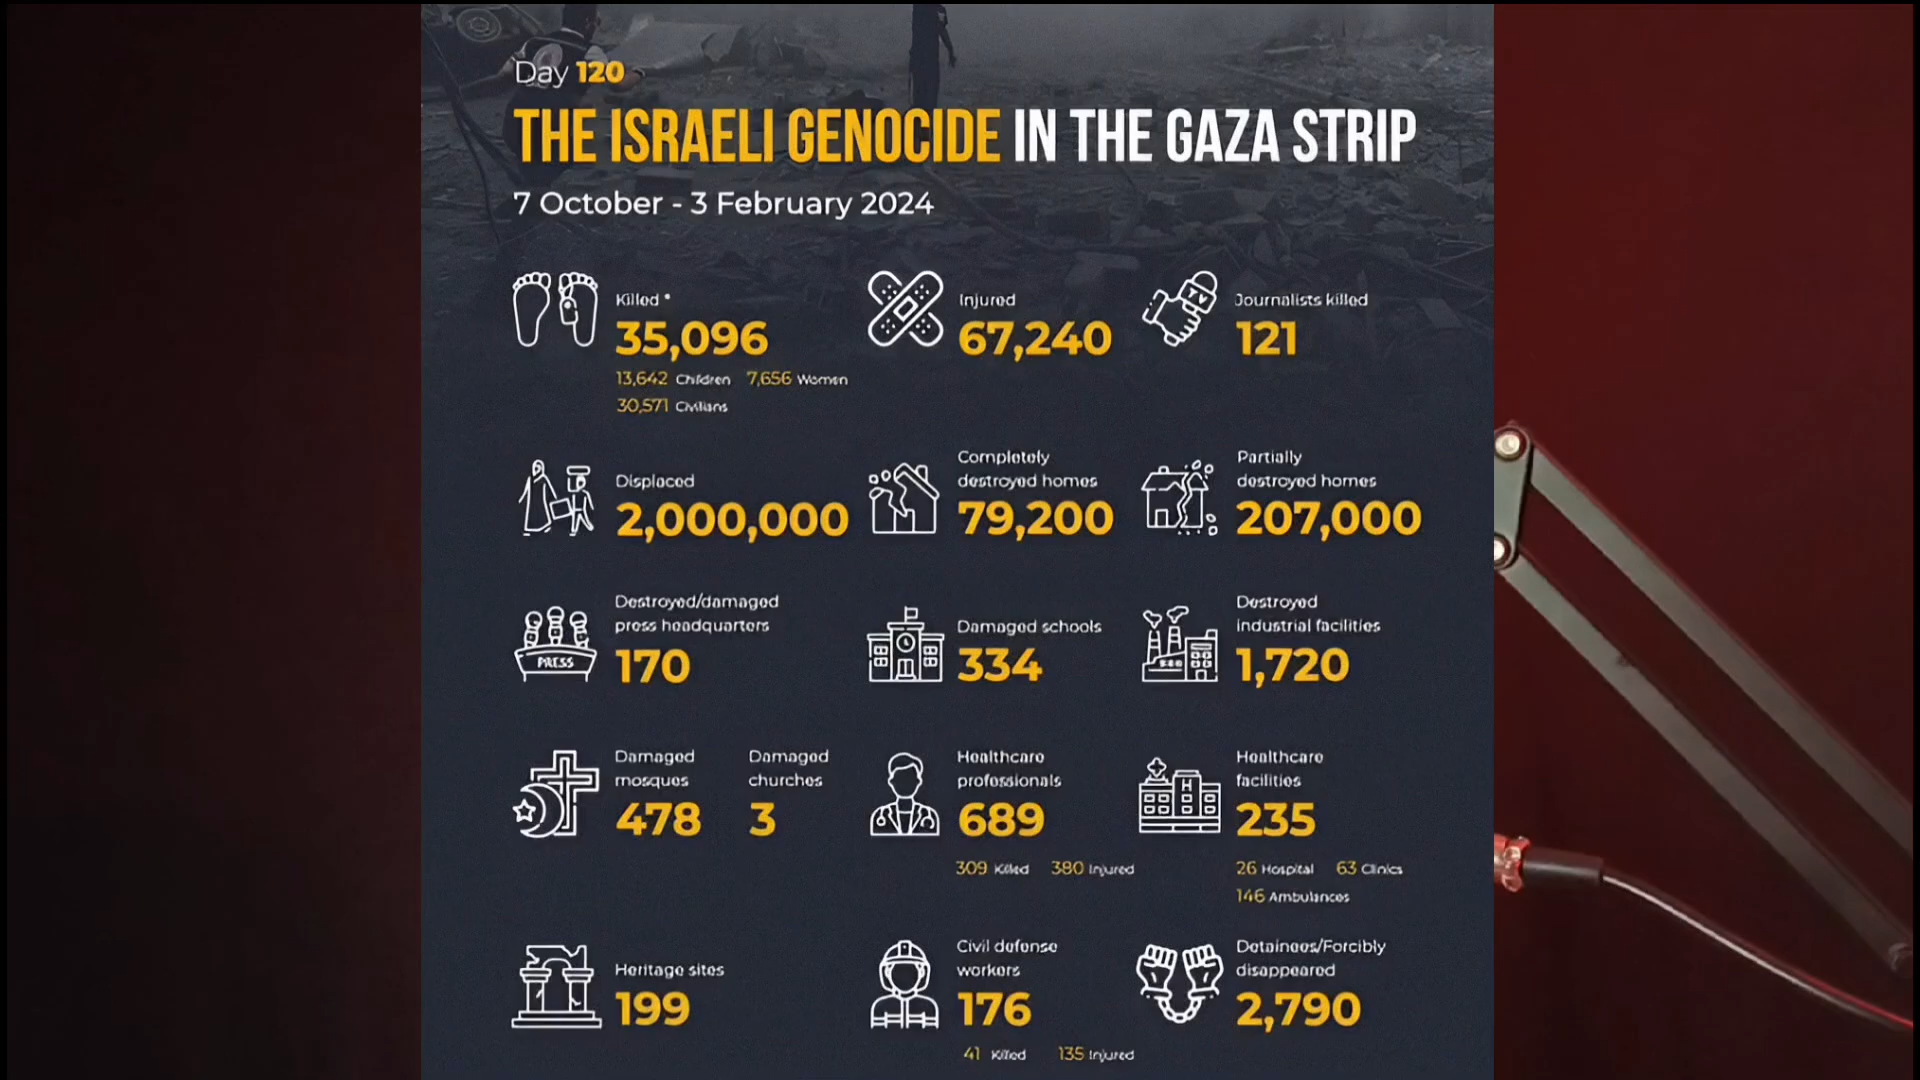 Day 120
THE ISRAELI GENOCIDE IN THE GAZA STRIP
7 October - 3 February 2024
Killed *
35,096
13,642 Children 7,656 Women
30,571 Civilians
Injured
67,240
Journalists killed
121
Displaced
2,000,000
Completely
destroyed homes
79,200
Partially
destroyed homes
207,000
Destroyed/damaged
press headquarters
170
PRESS
Damaged schools
334
Destroyed
industrial facilities
1,720
Damaged
mosques
478
Damaged
churches
3
Healthcare
professionals
689
309 Killed 380 Injured
Healthcare
facilities
235
26 Hospital 63 Clinics
146 Ambulances
Heritage sites
199
Civil defense
workers
176
41 Killed 135 Injured
Detainees/Forcibly
disappeared
2,790
TV
H